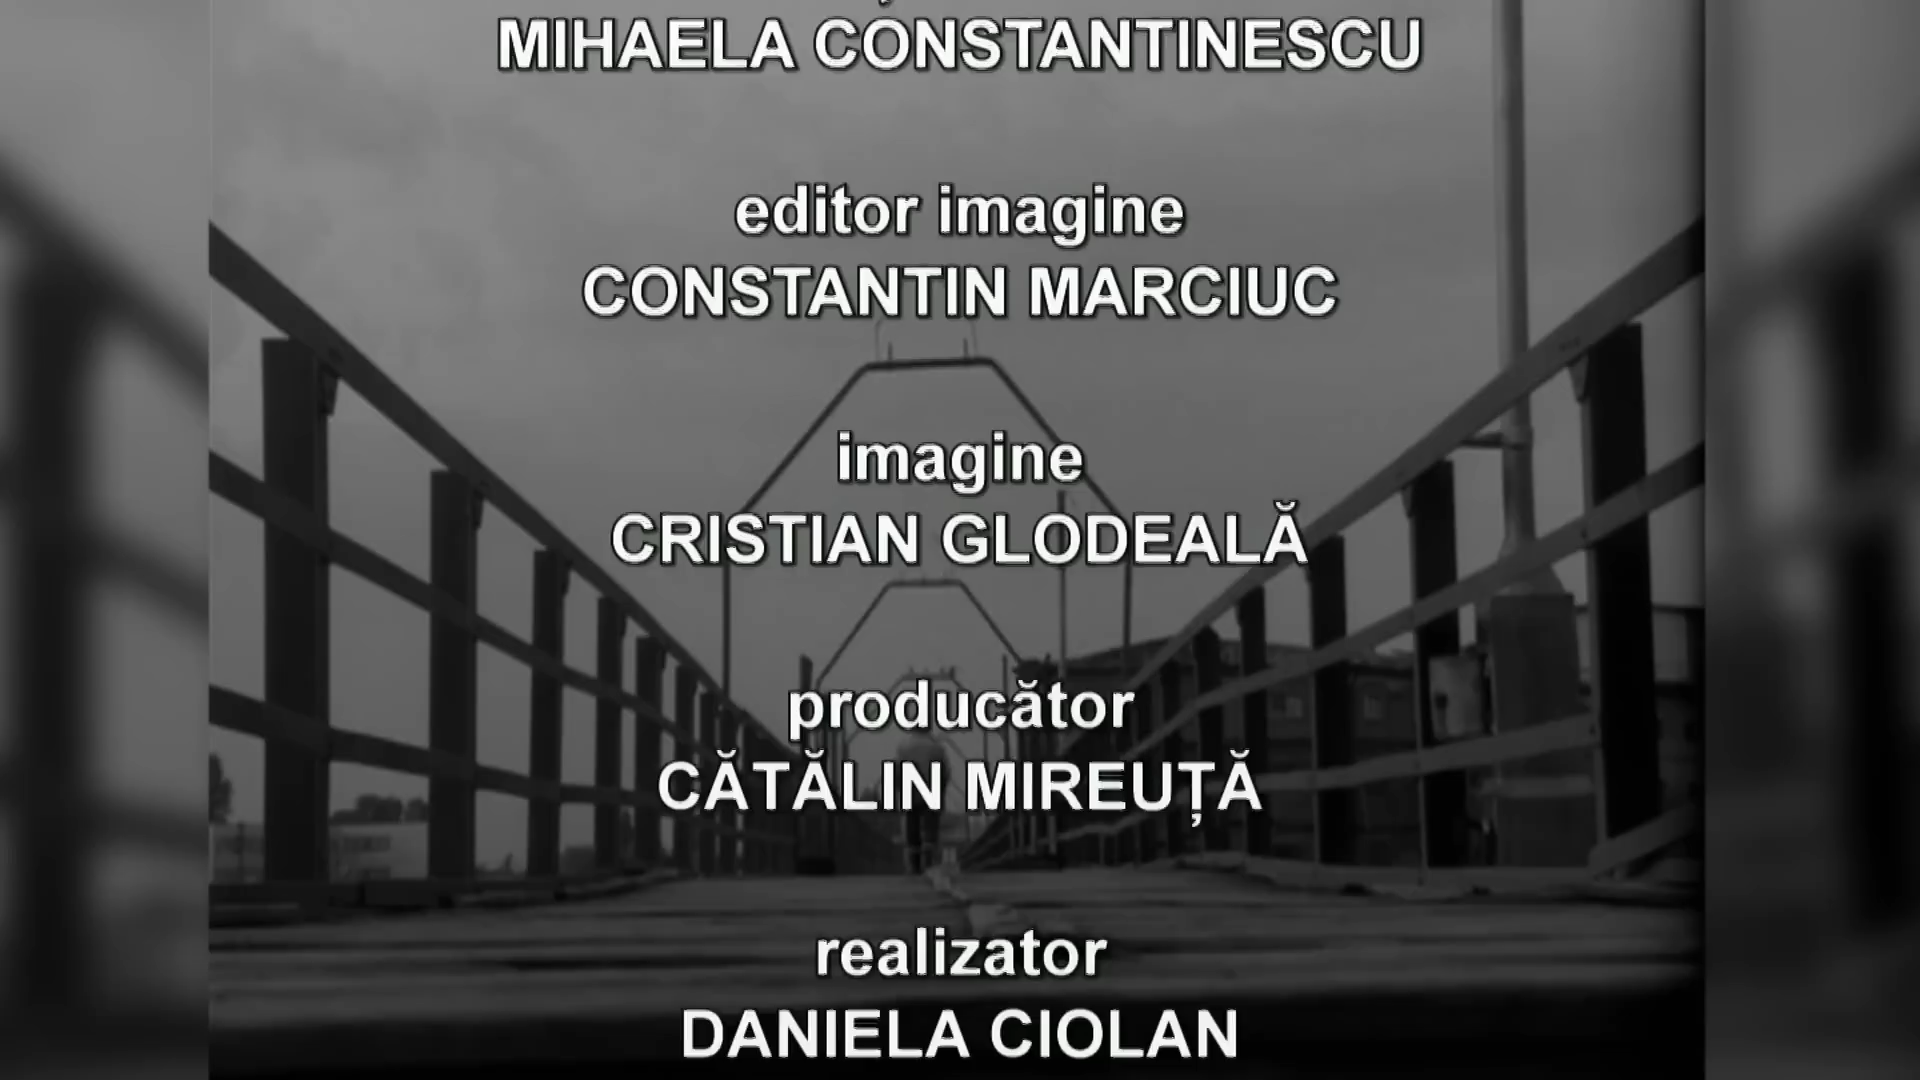 MIHAELA CONSTANTINESCU
editor imagine
CONSTANTIN MARCIUC
imagine
CRISTIAN GLODEALĂ
producător
CĂTĂLIN MIREUȚĂ
realizator
DANIELA CIOLAN